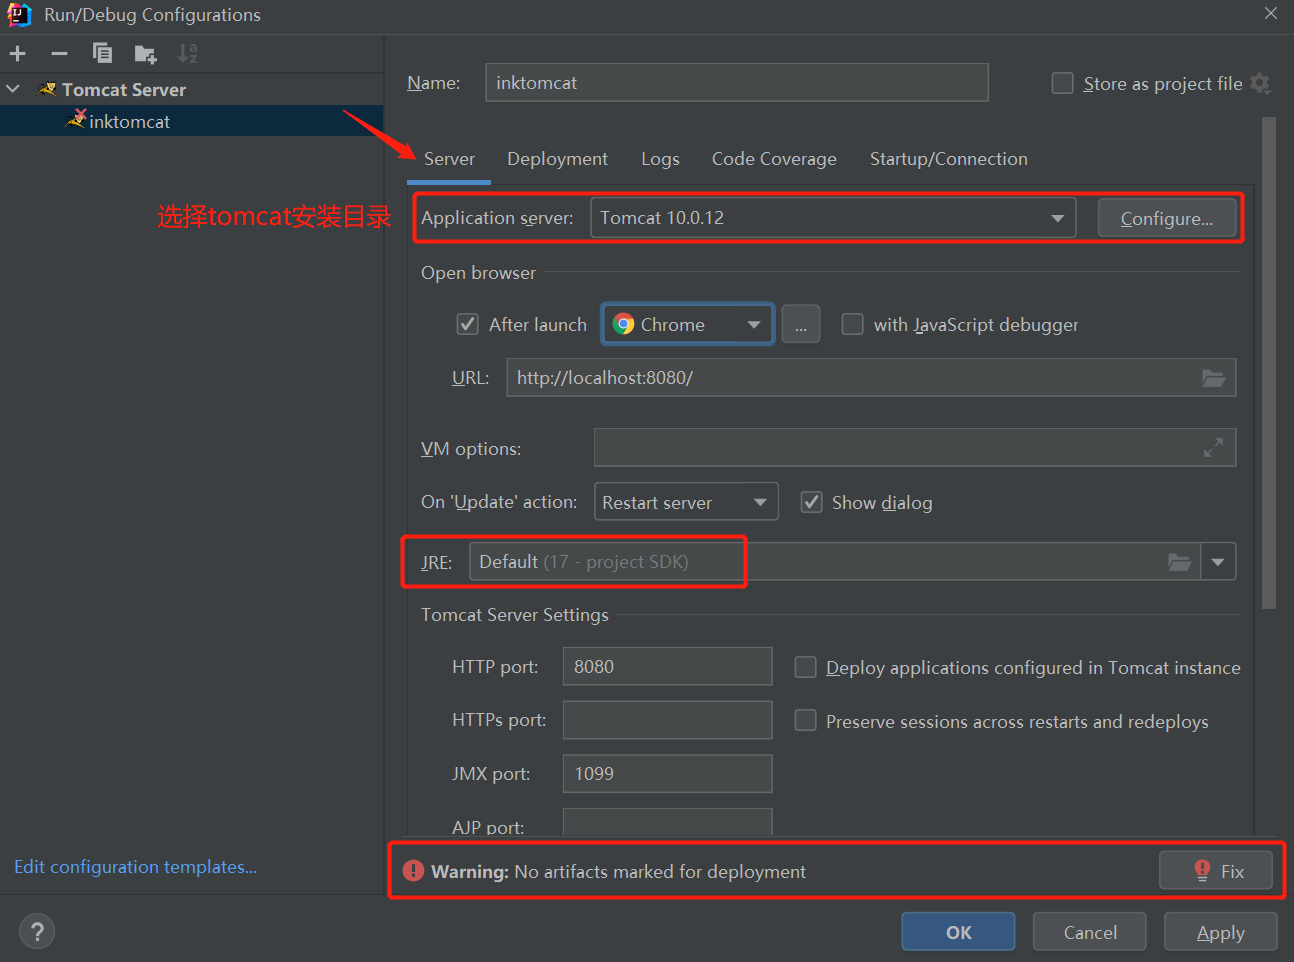 Run/Debug Configurations
Tomcat Server
inktomcat
Name: inktomcat Store as project file
Server Deployment Logs Code Coverage Startup/Connection
选择tomcat安装目录
Application server: Tomcat 10.0.12 Configure...
Open browser
After launch Chrome ... with JavaScript debugger
URL: http://localhost:8080/
VM options:
On 'Update' action: Restart server Show dialog
JRE: Default (17 - project SDK)
Tomcat Server Settings
HTTP port: 8080 Deploy applications configured in Tomcat instance
HTTPs port: Preserve sessions across restarts and redeploys
JMX port: 1099
AJP port:
Edit configuration templates...
Warning: No artifacts marked for deployment Fix
? OK Cancel Apply